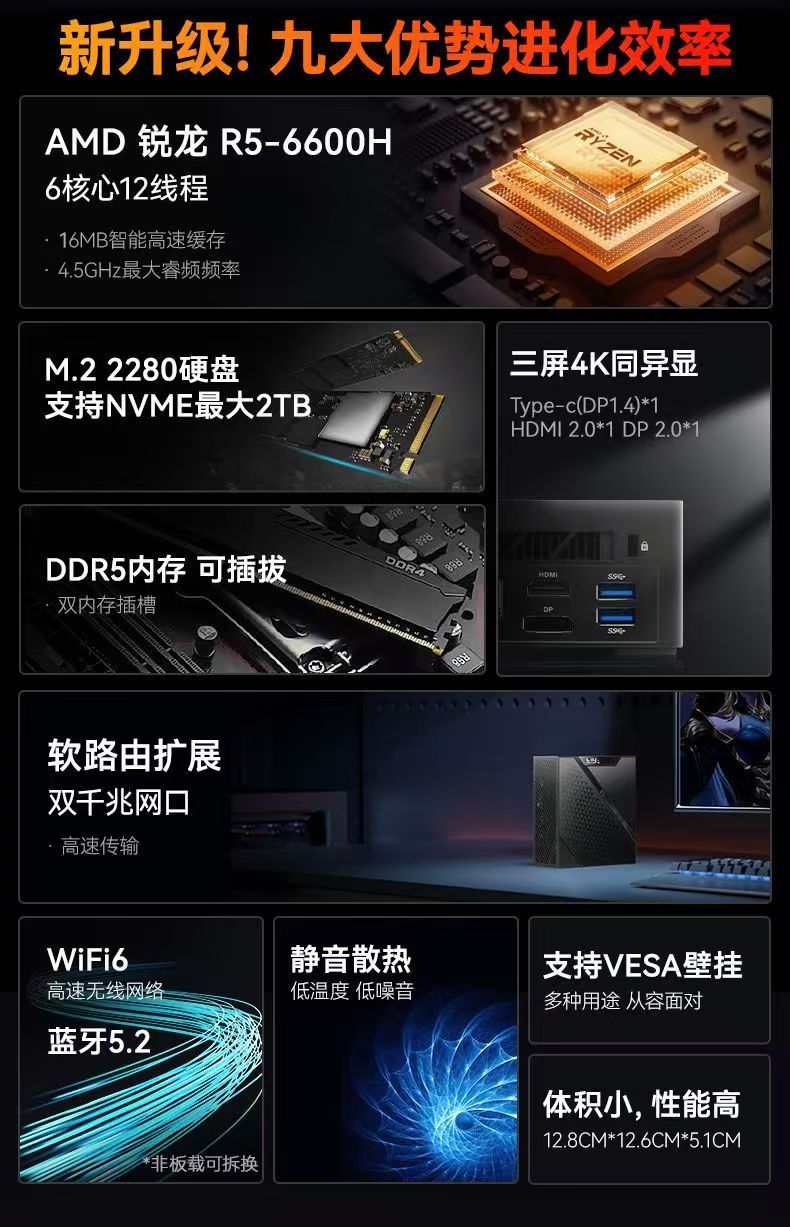 新升级! 九大优势进化效率
AMD 锐龙 R5-6600H
6核心12线程
· 16MB智能高速缓存
· 4.5GHz最大睿频频率
RYZEN
M.2 2280硬盘
支持NVME最大2TB
三屏4K同异显
Type-c(DP1.4)*1
HDMI 2.0*1 DP 2.0*1
HDMI
SS
DP
SS
DDR5内存 可插拔
· 双内存插槽
DDR4
R68
R68
R68
软路由扩展
双千兆网口
· 高速传输
WiFi6
高速无线网络
蓝牙5.2
*非板载可拆换
静音散热
低温度 低噪音
支持VESA壁挂
多种用途 从容面对
体积小, 性能高
12.8CM*12.6CM*5.1CM